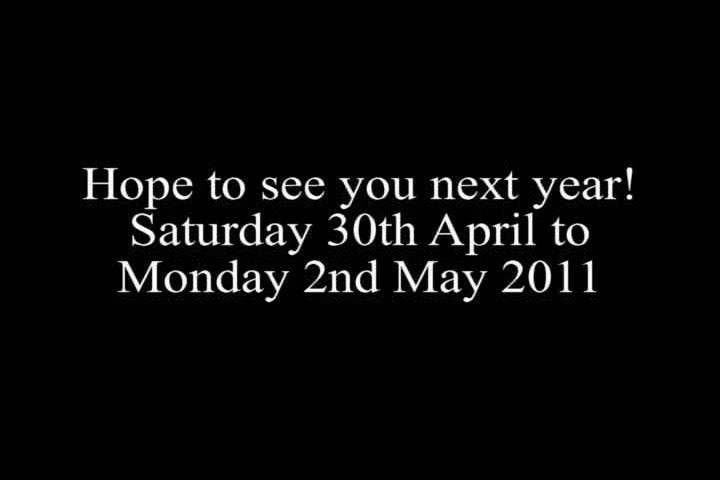 Hope to see you next year!
Saturday 30th April to
Monday 2nd May 2011